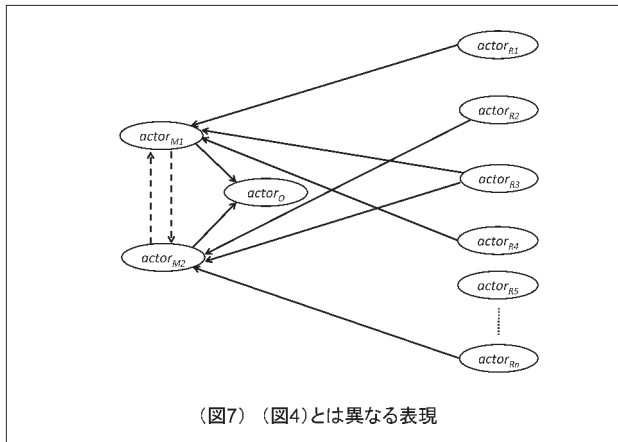 actorR1
actorR2
actorM1
actorR3
actorO
actorR4
actorM2
actorR5
actorRn
(図7) (図4)とは異なる表現